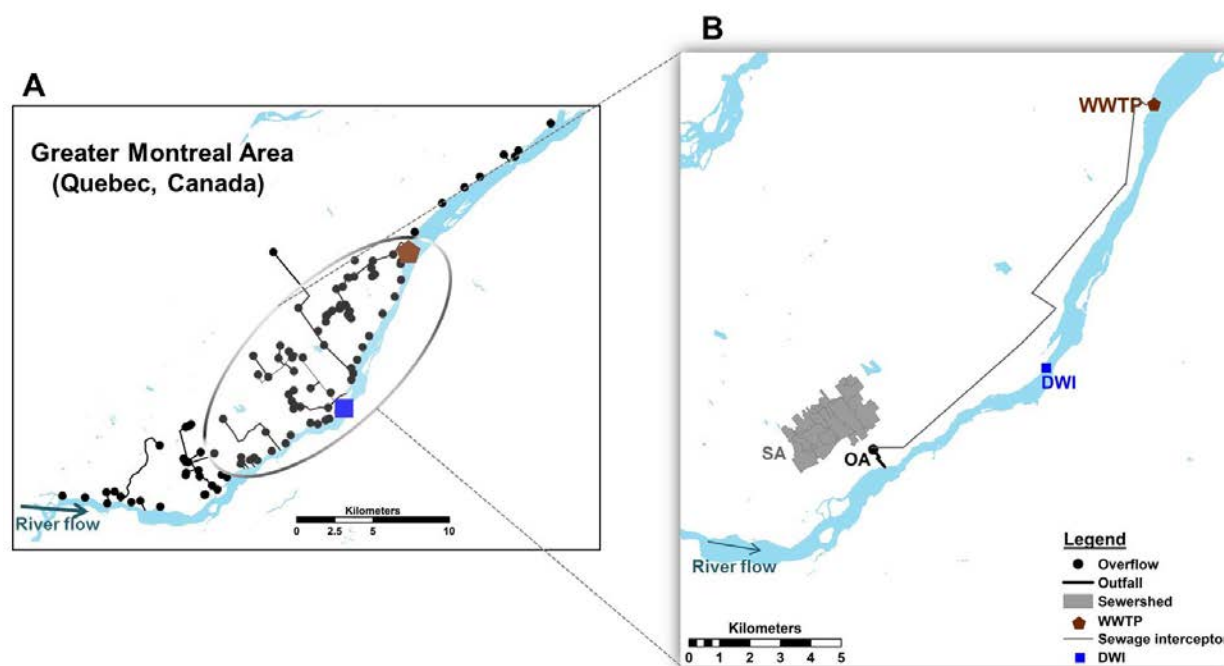 A
Greater Montreal Area
(Quebec, Canada)
River flow
Kilometers
0 2.5 5 10
B
WWTP
DWI
SA
OA
River flow
Kilometers
0 1 2 3 4 5
Legend
Overflow
Outfall
Sewershed
WWTP
Sewage interceptor
DWI